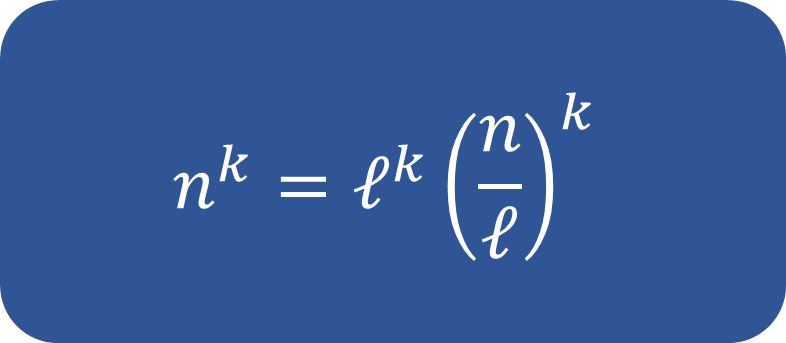 n^k = ℓ^k (n/ℓ)^k